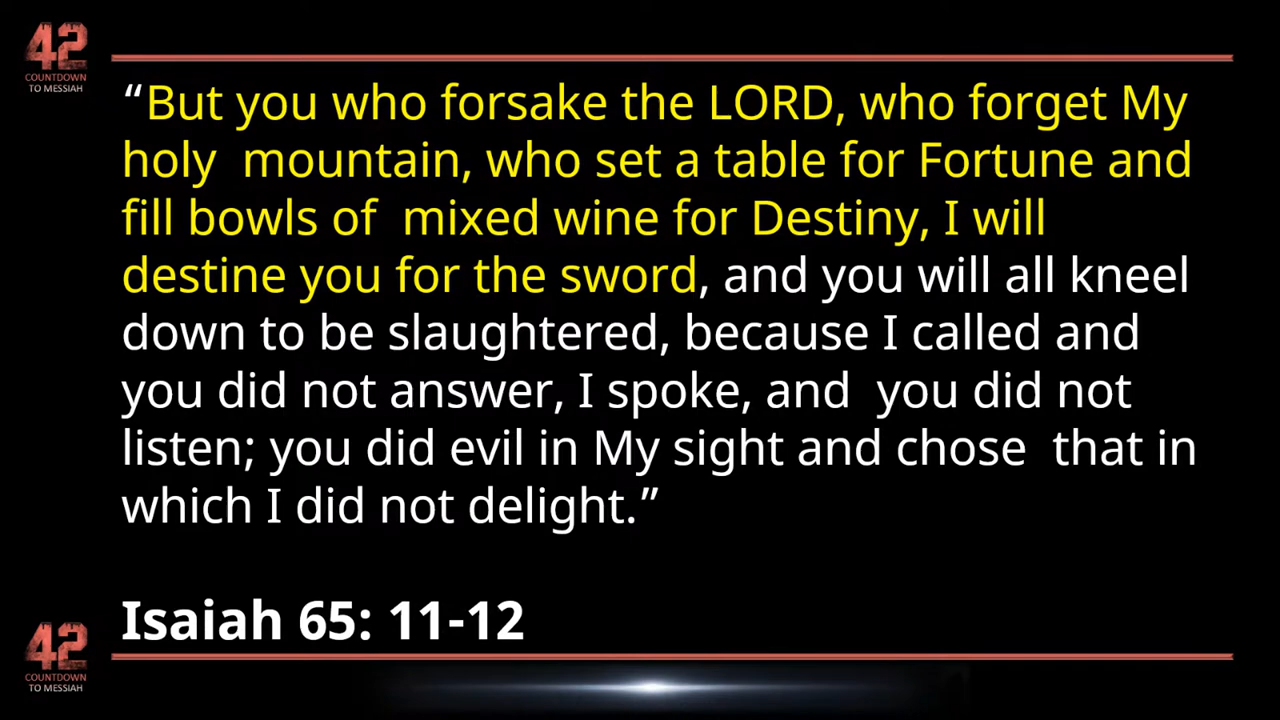 42
COUNTDOWN
TO MESSIAH
“But you who forsake the LORD, who forget My
holy  mountain, who set a table for Fortune and
fill bowls of  mixed wine for Destiny, I will
destine you for the sword, and you will all kneel
down to be slaughtered, because I called and
you did not answer, I spoke, and  you did not
listen; you did evil in My sight and chose  that in
which I did not delight.”
Isaiah 65: 11-12
42
COUNTDOWN
TO MESSIAH